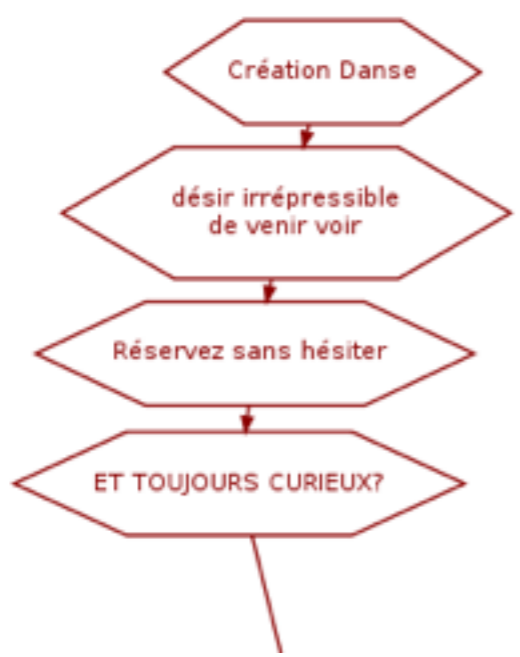 Création Danse
désir irrépressible
de venir voir
Réservez sans hésiter
ET TOUJOURS CURIEUX?